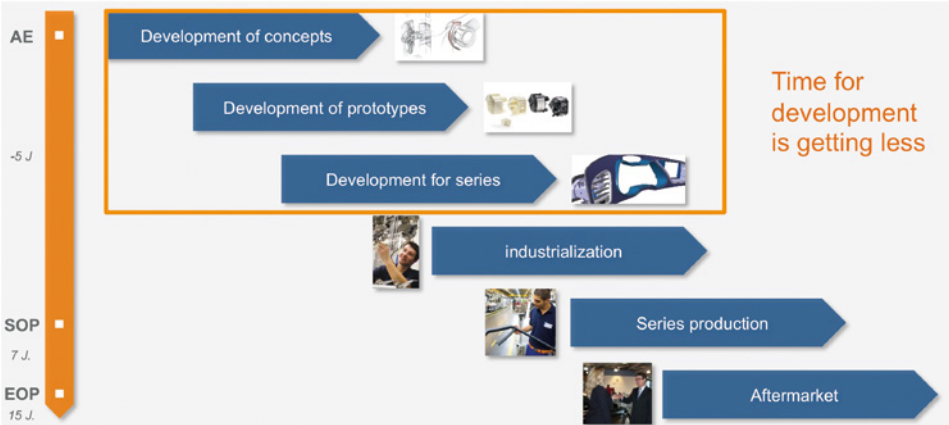 AE
Development of concepts
Development of prototypes
Time for
development
is getting less
-5 J
Development for series
industrialization
SOP
Series production
7 J.
EOP
Aftermarket
15 J.